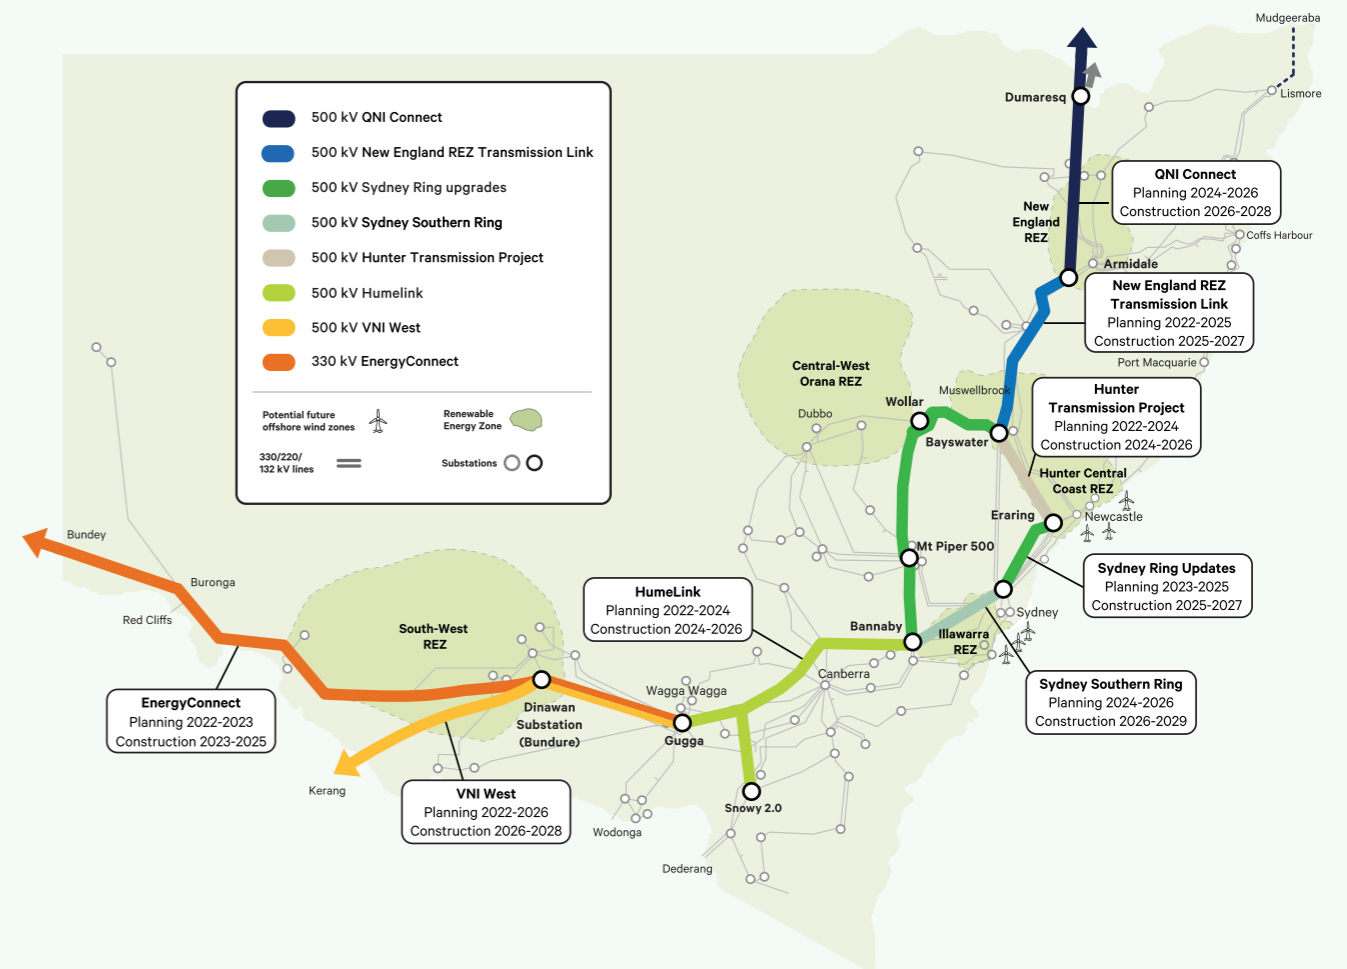 Mudgeeraba
Lismore
Dumaresq
500 kV QNI Connect
500 kV New England REZ Transmission Link
500 kV Sydney Ring upgrades
500 kV Sydney Southern Ring
500 kV Hunter Transmission Project
500 kV Humelink
500 kV VNI West
330 kV EnergyConnect
Potential future
offshore wind zones
Renewable
Energy Zone
330/220/
132 kV lines
Substations
QNI Connect
Planning 2024-2026
Construction 2026-2028
New
England
REZ
Coffs Harbour
Armidale
New England REZ
Transmission Link
Planning 2022-2025
Construction 2025-2027
Port Macquarie
Central-West
Orana REZ
Muswellbrook
Wollar
Dubbo
Bayswater
Hunter
Transmission Project
Planning 2022-2024
Construction 2024-2026
Hunter Central
Coast REZ
Eraring
Newcastle
Mt Piper 500
Sydney Ring Updates
Planning 2023-2025
Construction 2025-2027
Bundey
Buronga
Red Cliffs
South-West
REZ
HumeLink
Planning 2022-2024
Construction 2024-2026
Bannaby
Sydney
Illawarra
REZ
Canberra
Sydney Southern Ring
Planning 2024-2026
Construction 2026-2029
EnergyConnect
Planning 2022-2023
Construction 2023-2025
Wagga Wagga
Dinawan
Substation
(Bundure)
Gugga
Kerang
VNI West
Planning 2022-2026
Construction 2026-2028
Snowy 2.0
Wodonga
Dederang